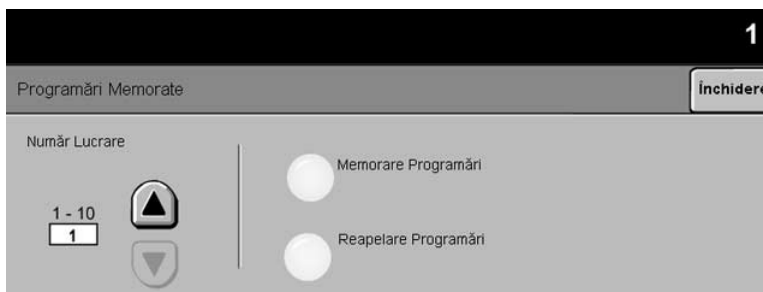 1
Programări Memorate
Închidere
Număr Lucrare
1 - 10
1
Memorare Programări
Reapelare Programări